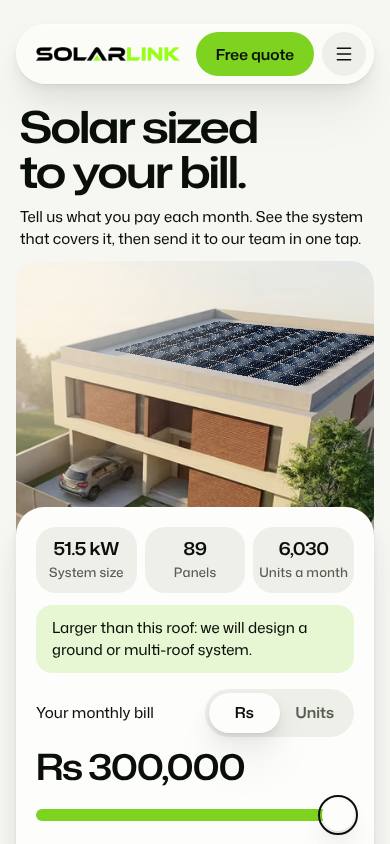 SOLARLINK
Free quote
Solar sized
to your bill.
Tell us what you pay each month. See the system
that covers it, then send it to our team in one tap.
51.5 kW
System size
89
Panels
6,030
Units a month
Larger than this roof: we will design a
ground or multi-roof system.
Your monthly bill
Rs
Units
Rs 300,000